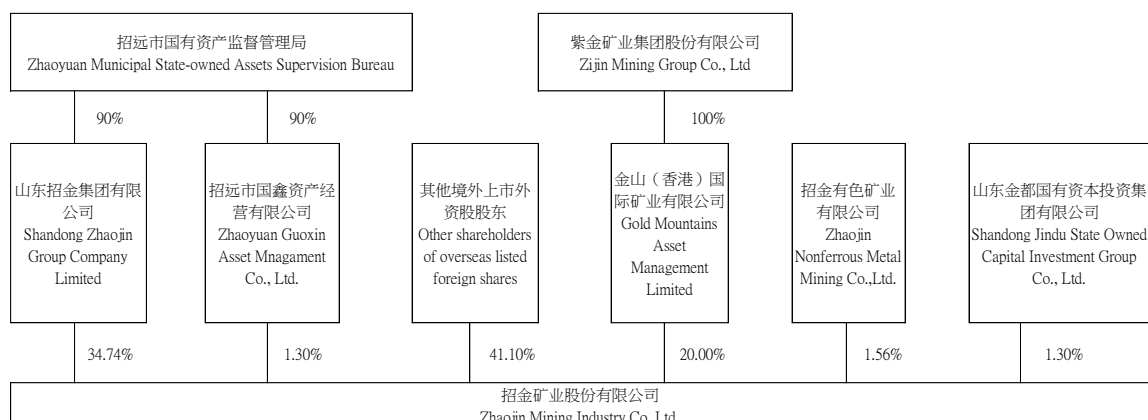 招远市国有资产监督管理局
Zhaoyuan Municipal State-owned Assets Supervision Bureau
紫金矿业集团股份有限公司
Zijin Mining Group Co., Ltd
90%
90%
100%
山东招金集团有限
公司
Shandong Zhaojin
Group Company
Limited
招远市国鑫资产经
营有限公司
Zhaoyuan Guoxin
Asset Mnagament
Co., Ltd.
其他境外上市外
资股股东
Other shareholders
of overseas listed
foreign shares
金山（香港）国
际矿业有限公司
Gold Mountains
Asset
Management
Limited
招金有色矿业
有限公司
Zhaojin
Nonferrous Metal
Mining Co.,Ltd.
山东金都国有资本投资集
团有限公司
Shandong Jindu State Owned
Capital Investment Group
Co., Ltd.
34.74%
1.30%
41.10%
20.00%
1.56%
1.30%
招金矿业股份有限公司
Zhaojin Mining Industry Co. Ltd